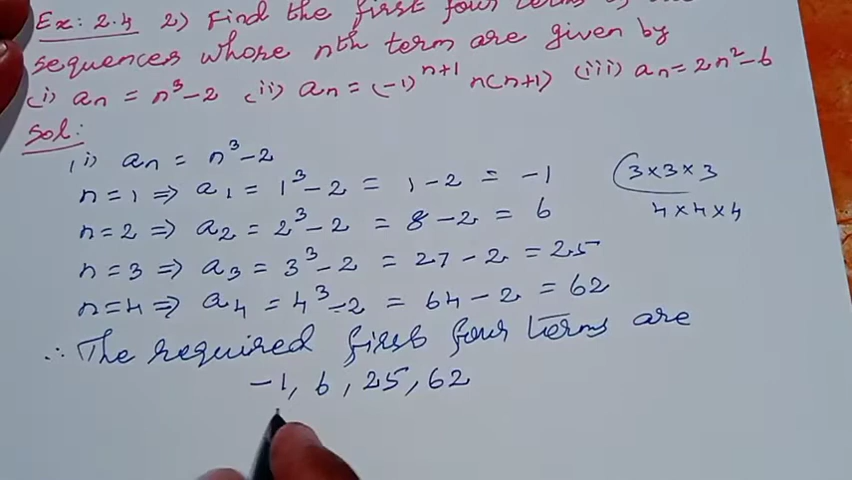 Ex: 2.4 2) Find the first four terms of the
sequences whose nth term are given by
(i) aₙ = n³-2 (ii) aₙ = (-1)ⁿ⁺¹ n(n+1) (iii) aₙ = 2n²-6
Sol:
(i) aₙ = n³-2
n=1 ⇒ a₁ = 1³-2 = 1-2 = -1 3×3×3
n=2 ⇒ a₂ = 2³-2 = 8-2 = 6 4×4×4
n=3 ⇒ a₃ = 3³-2 = 27-2 = 25
n=4 ⇒ a₄ = 4³-2 = 64-2 = 62
∴ The required first four terms are
-1, 6, 25, 62